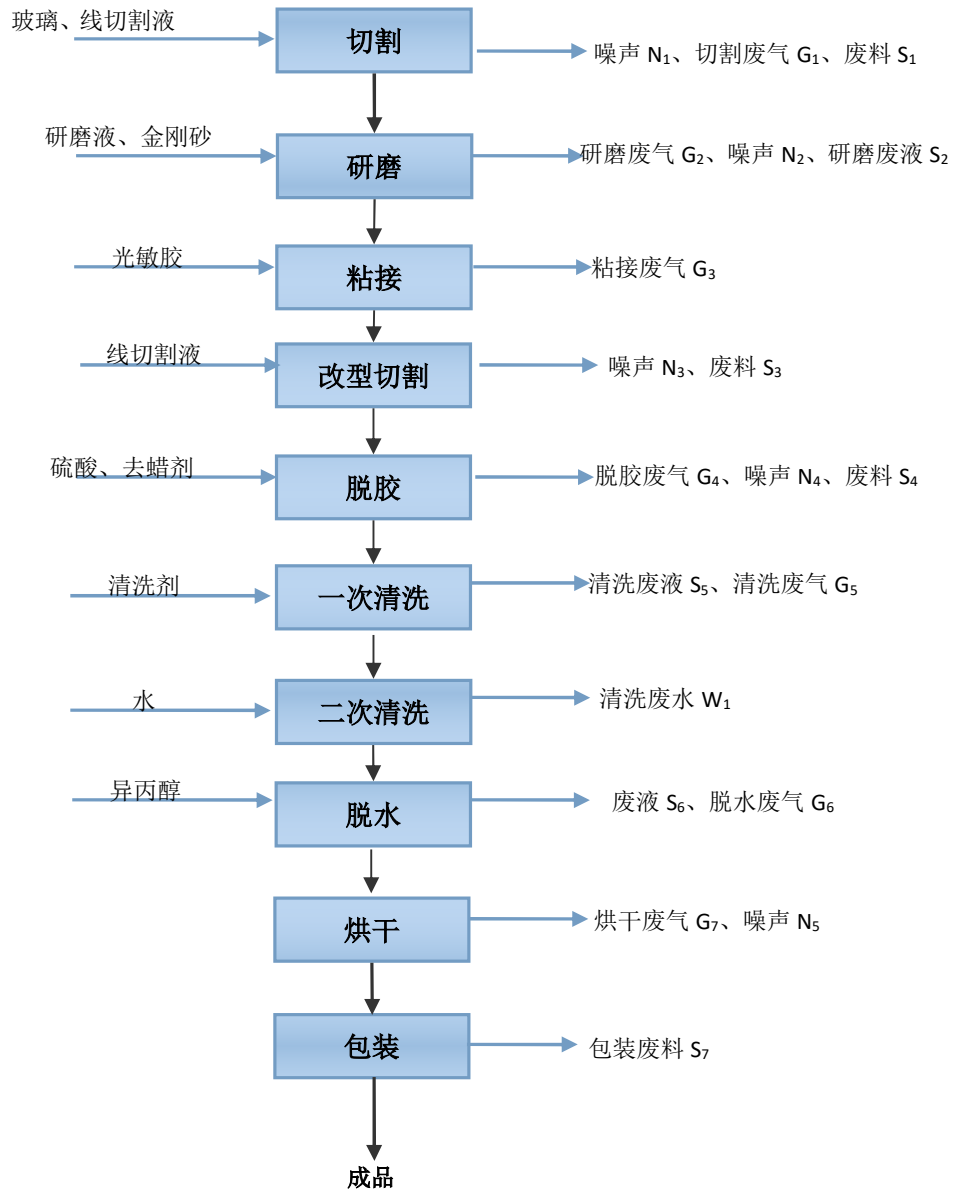 玻璃、线切割液
切割
噪声 N₁、切割废气 G₁、废料 S₁
研磨液、金刚砂
研磨
研磨废气 G₂、噪声 N₂、研磨废液 S₂
光敏胶
粘接
粘接废气 G₃
线切割液
改型切割
噪声 N₃、废料 S₃
硫酸、去蜡剂
脱胶
脱胶废气 G₄、噪声 N₄、废料 S₄
清洗剂
一次清洗
清洗废液 S₅、清洗废气 G₅
水
二次清洗
清洗废水 W₁
异丙醇
脱水
废液 S₆、脱水废气 G₆
烘干
烘干废气 G₇、噪声 N₅
包装
包装废料 S₇
成品